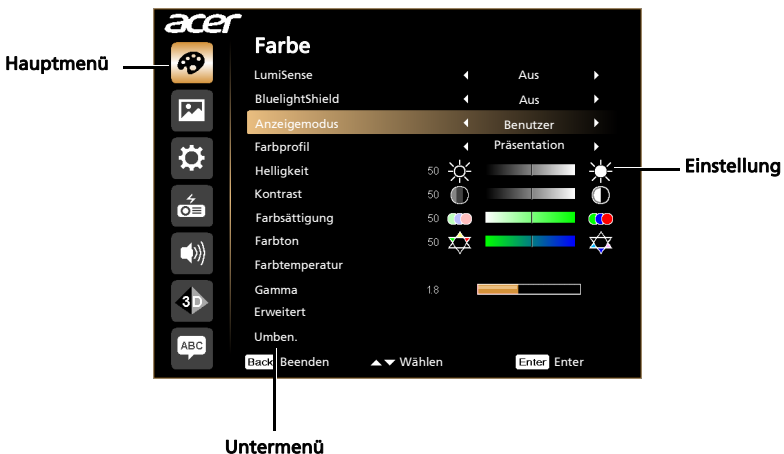 acer
Farbe
Hauptmenü
LumiSense Aus
BluelightShield Aus
Anzeigemodus Benutzer
Farbprofil Präsentation
Einstellung
Helligkeit 50
Kontrast 50
Farbsättigung 50
Farbton 50
Farbtemperatur
3D
Gamma 1.8
Erweitert
Umben.
ABC
Back Beenden Wählen Enter Enter
Untermenü